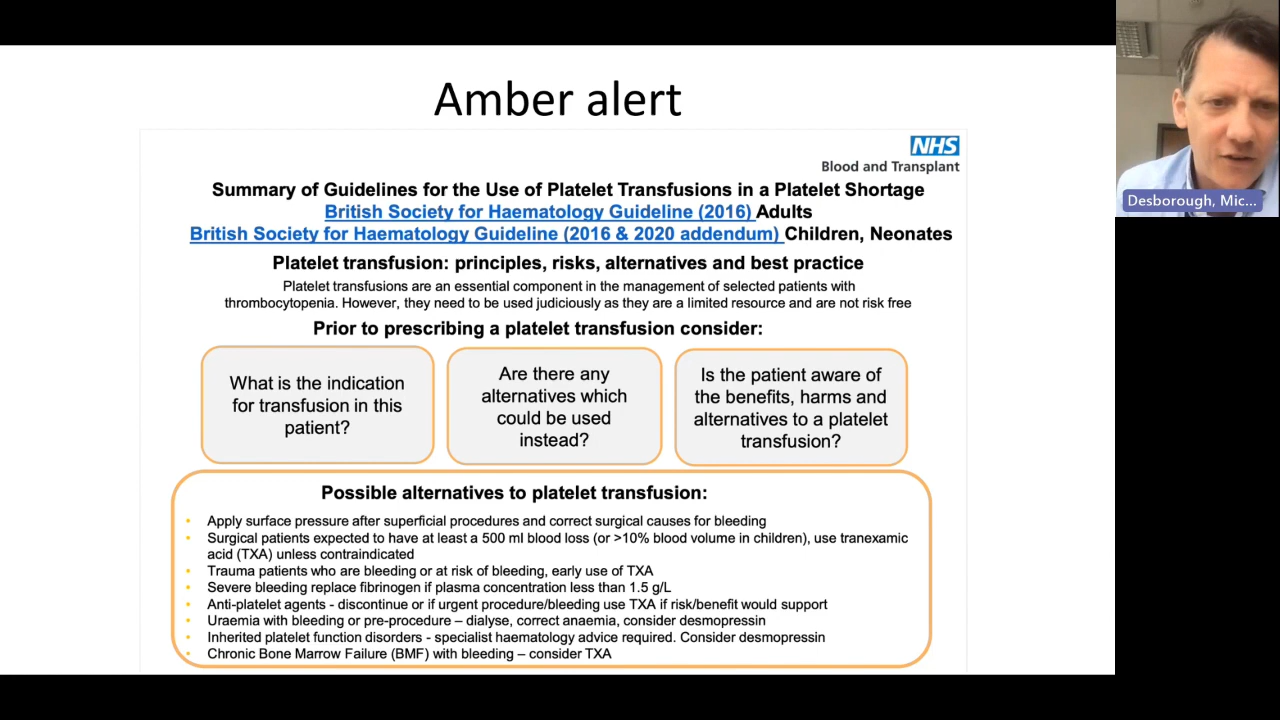 Amber alert
NHS
Blood and Transplant
Summary of Guidelines for the Use of Platelet Transfusions in a Platelet Shortage
British Society for Haematology Guideline (2016) Adults
British Society for Haematology Guideline (2016 & 2020 addendum) Children, Neonates
Platelet transfusion: principles, risks, alternatives and best practice
Platelet transfusions are an essential component in the management of selected patients with
thrombocytopenia. However, they need to be used judiciously as they are a limited resource and are not risk free
Prior to prescribing a platelet transfusion consider:
What is the indication
for transfusion in this
patient?
Are there any
alternatives which
could be used
instead?
Is the patient aware of
the benefits, harms and
alternatives to a platelet
transfusion?
Possible alternatives to platelet transfusion:
• Apply surface pressure after superficial procedures and correct surgical causes for bleeding
• Surgical patients expected to have at least a 500 ml blood loss (or >10% blood volume in children), use tranexamic
acid (TXA) unless contraindicated
• Trauma patients who are bleeding or at risk of bleeding, early use of TXA
• Severe bleeding replace fibrinogen if plasma concentration less than 1.5 g/L
• Anti-platelet agents - discontinue or if urgent procedure/bleeding use TXA if risk/benefit would support
• Uraemia with bleeding or pre-procedure – dialyse, correct anaemia, consider desmopressin
• Inherited platelet function disorders - specialist haematology advice required. Consider desmopressin
• Chronic Bone Marrow Failure (BMF) with bleeding – consider TXA
Desborough, Mic...